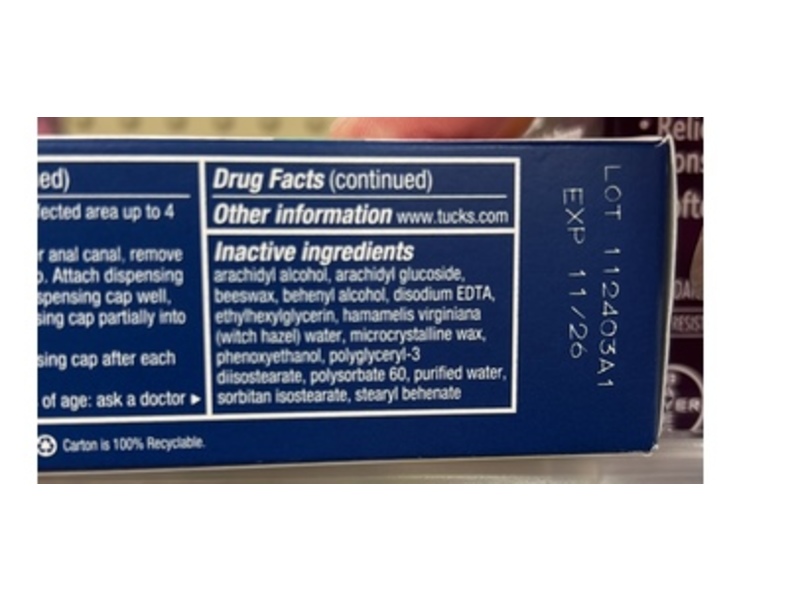 ed)
fected area up to 4
r anal canal, remove
. Attach dispensing
spensing cap well,
sing cap partially into
sing cap after each
of age: ask a doctor ▶
Drug Facts (continued)
Other information www.tucks.com
Inactive ingredients
arachidyl alcohol, arachidyl glucoside,
beeswax, behenyl alcohol, disodium EDTA,
ethylhexylglycerin, hamamelis virginiana
(witch hazel) water, microcrystalline wax,
phenoxyethanol, polyglyceryl-3
diisostearate, polysorbate 60, purified water,
sorbitan isostearate, stearyl behenate
Carton is 100% Recyclable.
LOT 112403A1
EXP 11/26
• Reli